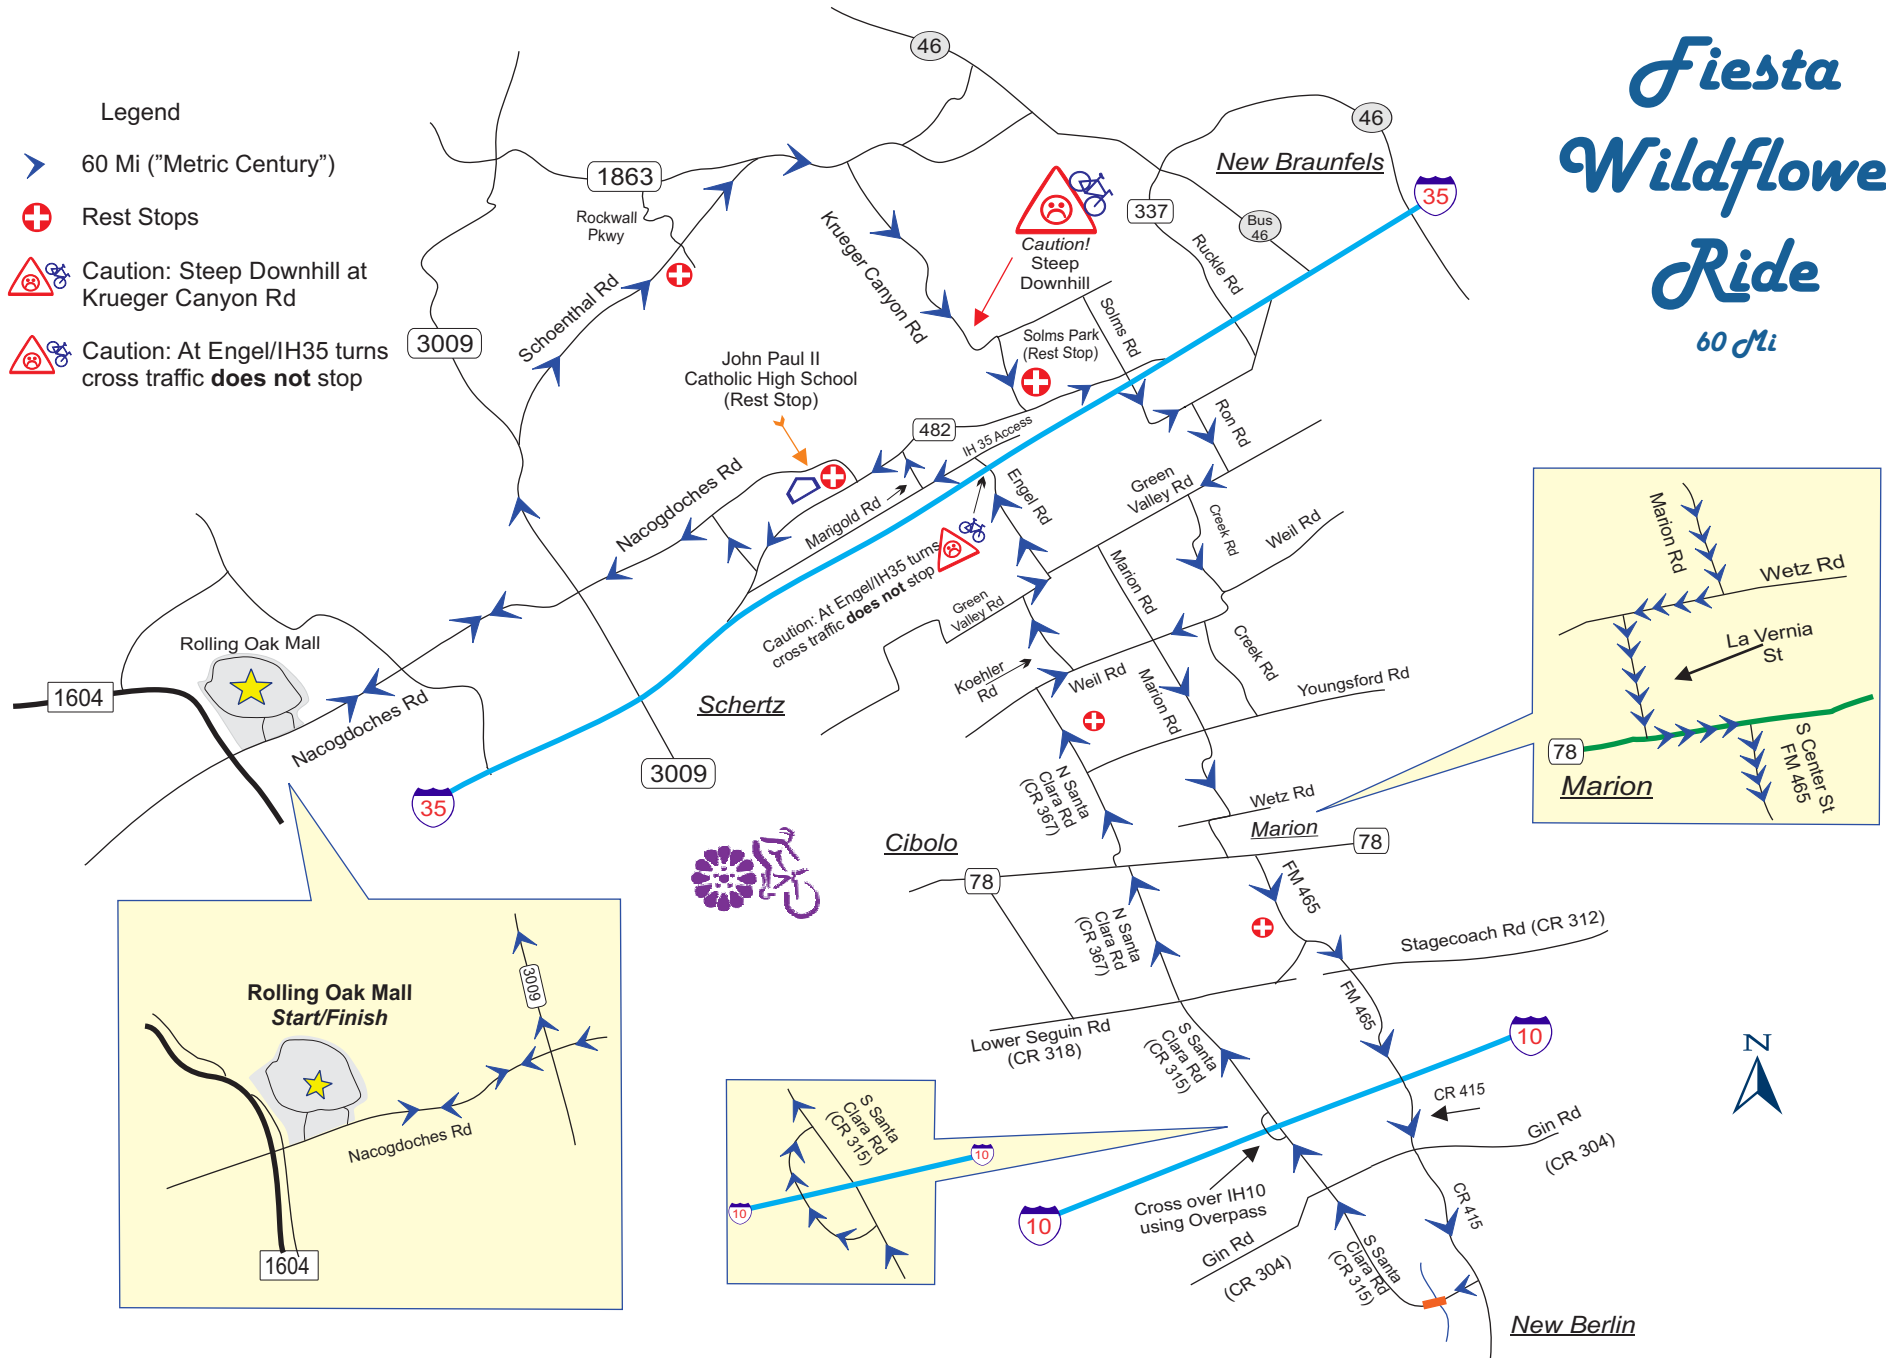 Fiesta
Wildflowe
Ride
60 Mi
Legend
60 Mi ("Metric Century")
Rest Stops
Caution: Steep Downhill at
Krueger Canyon Rd
Caution: At Engel/IH35 turns
cross traffic does not stop
46
46
New Braunfels
35
337
Bus
46
Ruckle Rd
1863
Rockwall
Pkwy
Schoenthal Rd
3009
Krueger Canyon Rd
Caution!
Steep
Downhill
Solms Rd
Solms Park
(Rest Stop)
John Paul II
Catholic High School
(Rest Stop)
482
IH 35 Access
Ron Rd
Nacogdoches Rd
Marigold Rd
Engel Rd
Green
Valley Rd
Creek Rd
Weil Rd
Caution: At Engel/IH35 turns
cross traffic does not stop
Green
Valley Rd
Marion Rd
Koehler
Rd
Weil Rd
Marion Rd
Creek Rd
Youngsford Rd
Rolling Oak Mall
1604
Nacogdoches Rd
Schertz
35
3009
N Santa
Clara Rd
(CR 367)
Wetz Rd
Marion
78
Cibolo
78
FM 465
N Santa
Clara Rd
(CR 367)
Stagecoach Rd (CR 312)
FM 465
Lower Seguin Rd
(CR 318)
S Santa
Clara Rd
(CR 315)
10
CR 415
Gin Rd
(CR 304)
Cross over IH10
using Overpass
10
Gin Rd
(CR 304)
S Santa
Clara Rd
(CR 315)
CR 415
New Berlin
N
Marion Rd
Wetz Rd
La Vernia
St
78
S Center St
FM 465
Marion
Rolling Oak Mall
Start/Finish
3009
Nacogdoches Rd
1604
S Santa
Clara Rd
(CR 315)
10
10